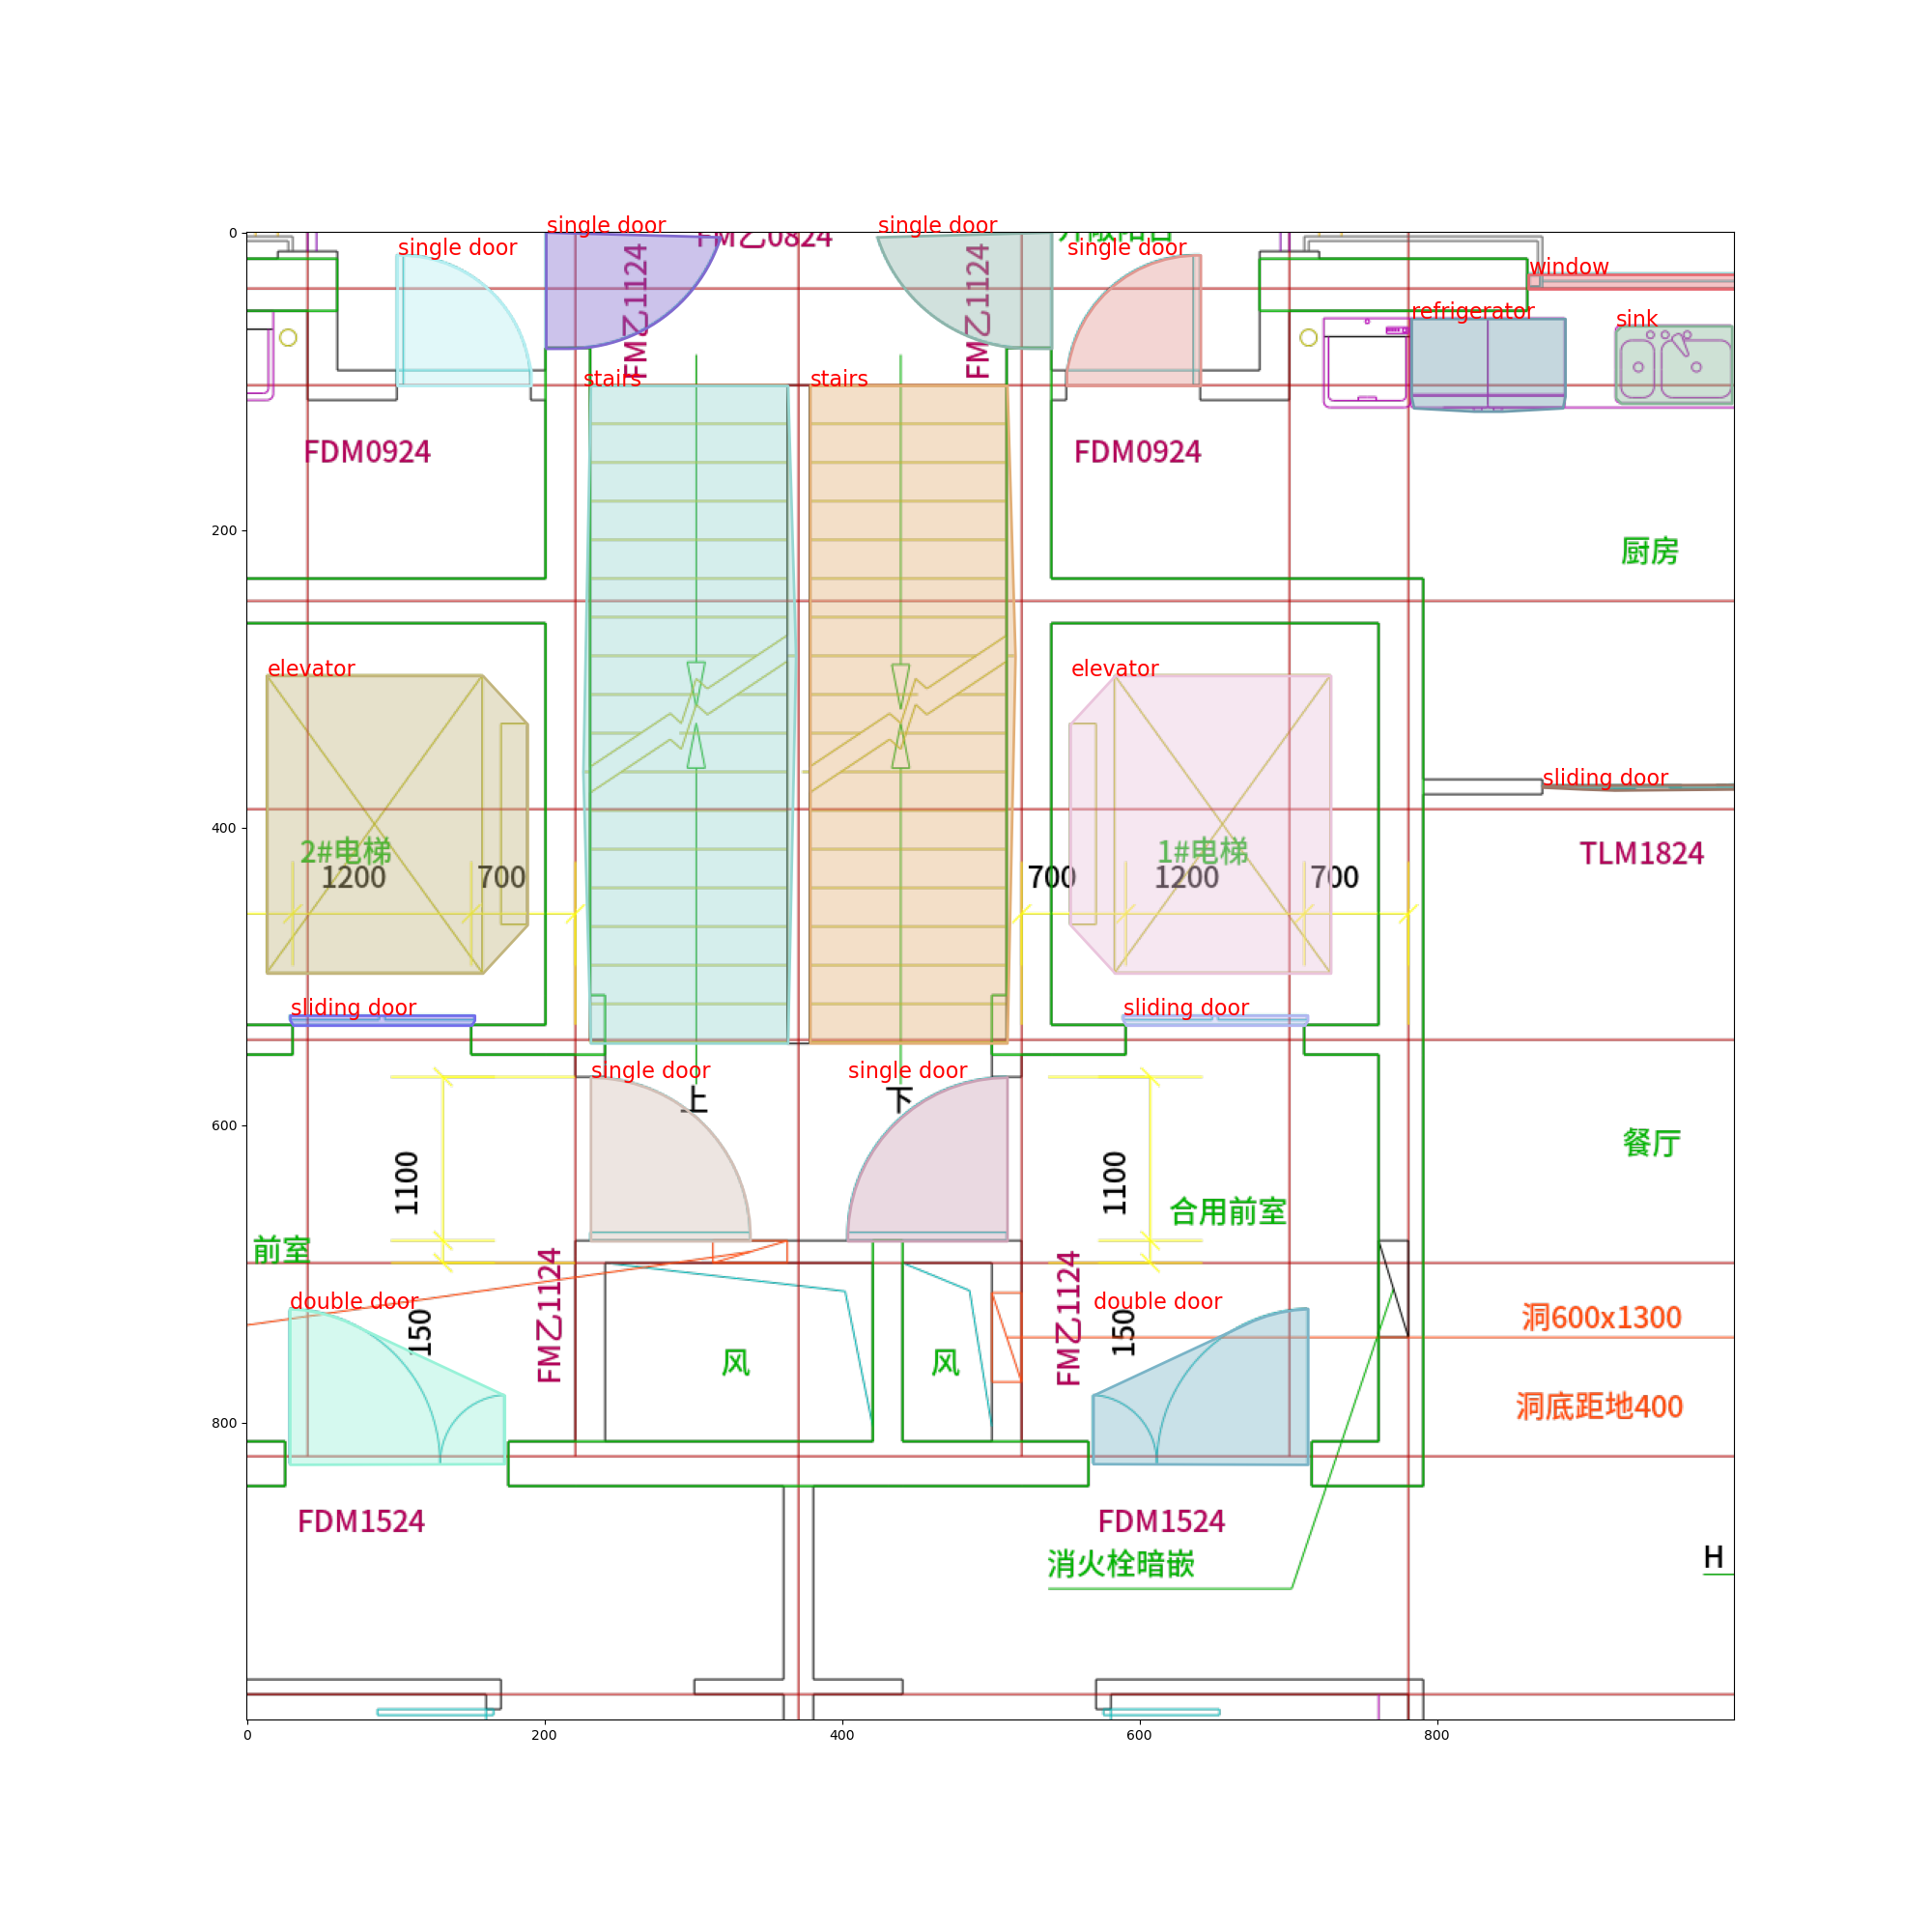 single door
single door
FM乙0824
single door
single door
FM乙1124
FM乙1124
window
refrigerator
sink
stairs
stairs
FDM0924
FDM0924
厨房
elevator
elevator
sliding door
2#电梯
1200
700
700
1#电梯
1200
700
TLM1824
sliding door
sliding door
single door
single door
上
下
1100
1100
餐厅
合用前室
前室
FM乙1124
FM乙1124
double door
double door
150
150
洞600x1300
风
风
洞底距地400
FDM1524
FDM1524
消火栓暗嵌
H
0
200
400
600
800
0
200
400
600
800